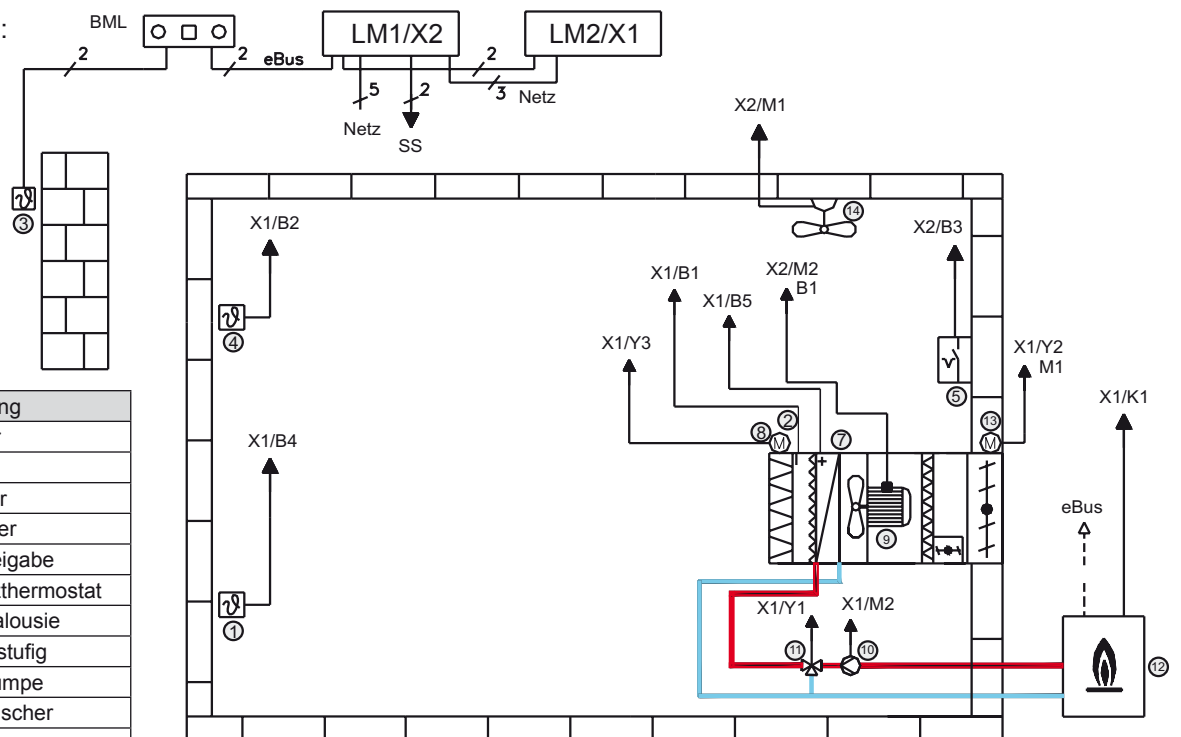 :
BML
LM1/X2
LM2/X1
2
2
eBus
2
5
2
3
Netz
Netz
SS
X2/M1
3
14
X1/B2
X2/B3
X1/B1
X2/M2
B1
X1/B5
4
X1/Y3
X1/Y2
M1
5
X1/K1
ng
r
er
eigabe
tthermostat
alousie
stufig
umpe
scher
X1/B4
8
M
2
7
13
M
+
eBus
9
1
X1/Y1
X1/M2
11
10
12